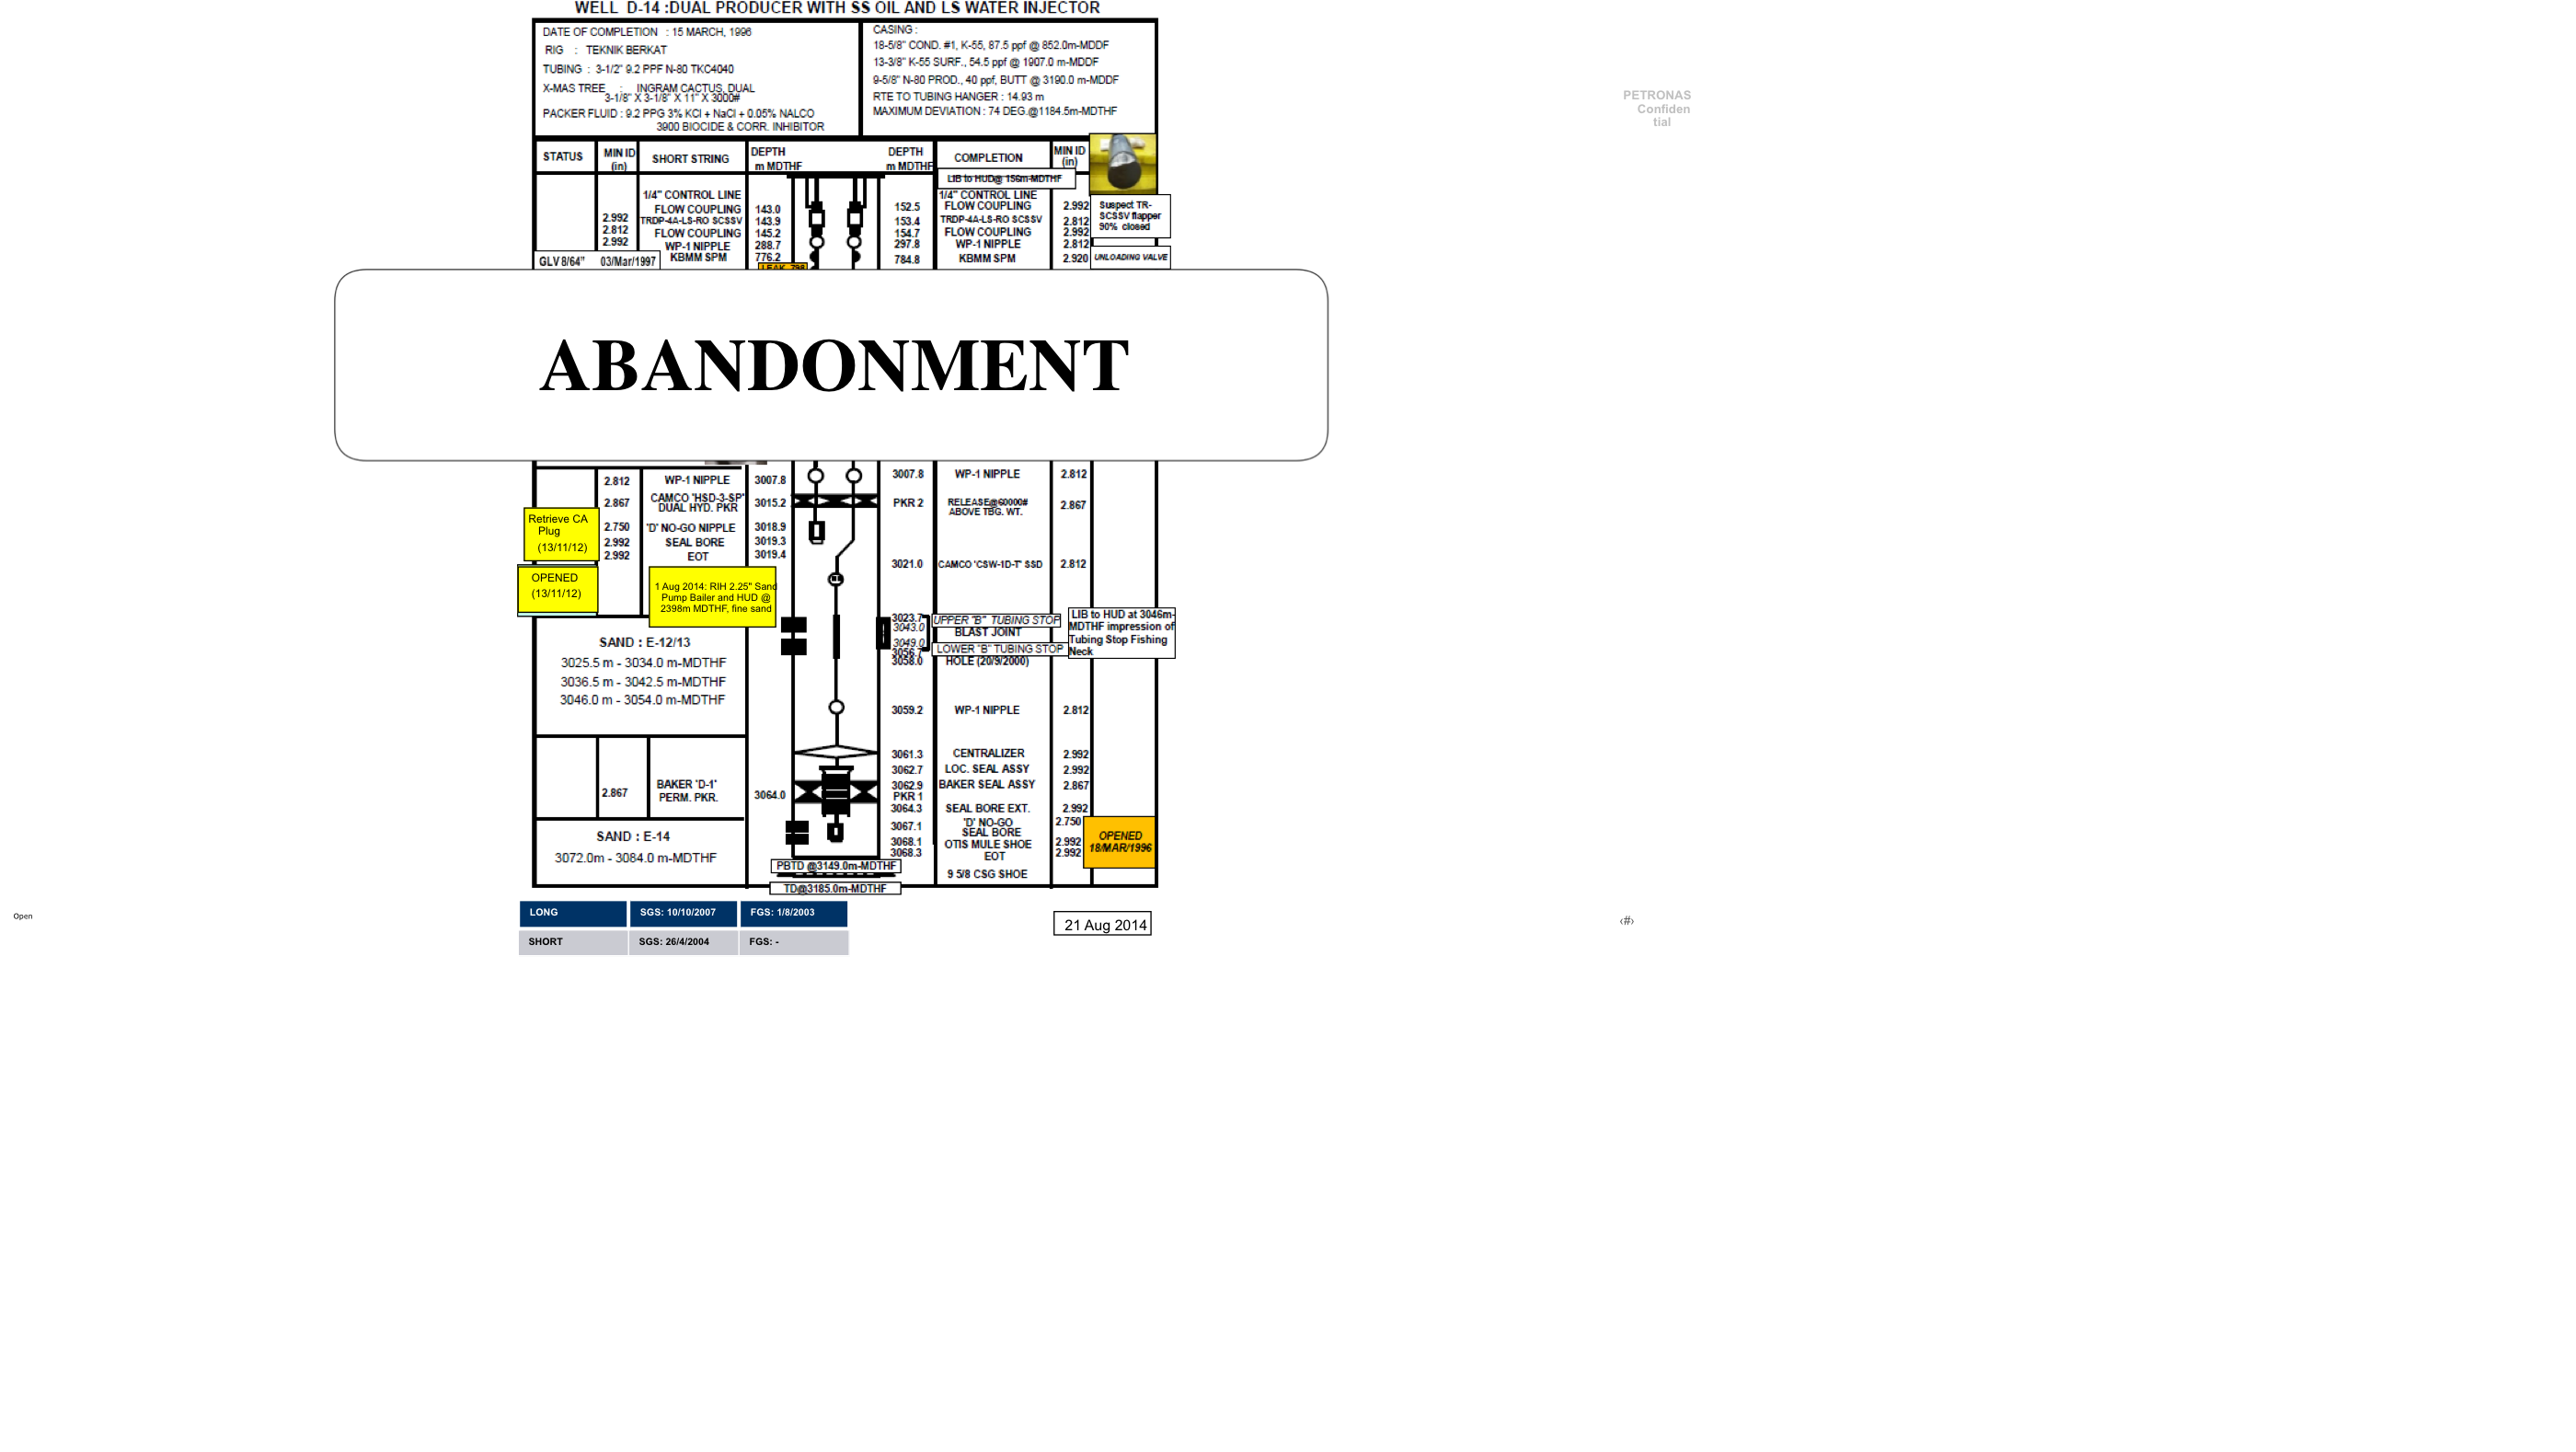 WELL D-14 :DUAL PRODUCER WITH SS OIL AND LS WATER INJECTOR
DATE OF COMPLETION : 15 MARCH, 1996
RIG : TEKNIK BERKAT
TUBING : 3-1/2" 9.2 PPF N-80 TKC4040
X-MAS TREE : INGRAM CACTUS, DUAL
3-1/8" X 3-1/8" X 11" X 3000#
PACKER FLUID : 9.2 PPG 3% KCl + NaCl + 0.05% NALCO
3900 BIOCIDE & CORR. INHIBITOR
CASING :
18-5/8" COND. #1, K-55, 87.5 ppf @ 852.0m-MDDF
13-3/8" K-55 SURF., 54.5 ppf @ 1907.0 m-MDDF
9-5/8" N-80 PROD., 40 ppf, BUTT @ 3190.0 m-MDDF
RTE TO TUBING HANGER : 14.93 m
MAXIMUM DEVIATION : 74 DEG.@1184.5m-MDTHF
PETRONAS
Confiden
tial
STATUS
MIN ID
(in)
SHORT STRING
DEPTH
m MDTHF
DEPTH
m MDTHF
COMPLETION
MIN ID
(in)
LIB to HUD@ 156m-MDTHF
1/4" CONTROL LINE
2.992 FLOW COUPLING 143.0
2.812 TRDP-4A-LS-RO SCSSV 143.9
2.992 FLOW COUPLING 145.2
WP-1 NIPPLE 288.7
KBMM SPM 776.2
GLV 8/64" 03/Mar/1997
LEAK 798
1/4" CONTROL LINE
152.5 FLOW COUPLING 2.992
153.4 TRDP-4A-LS-RO SCSSV 2.812
154.7 FLOW COUPLING 2.992
297.8 WP-1 NIPPLE 2.812
784.8 KBMM SPM 2.920
Suspect TR-
SCSSV flapper
90% closed
UNLOADING VALVE
ABANDONMENT
2.812 WP-1 NIPPLE 3007.8
2.867 CAMCO 'HSD-3-SP' 3015.2
DUAL HYD. PKR
2.750 'D' NO-GO NIPPLE 3018.9
2.992 SEAL BORE 3019.3
2.992 EOT 3019.4
Retrieve CA
Plug
(13/11/12)
OPENED
(13/11/12)
1 Aug 2014: RIH 2.25" Sand
Pump Bailer and HUD @
2398m MDTHF, fine sand
3007.8 WP-1 NIPPLE 2.812
PKR 2 RELEASE@60000# 2.867
ABOVE TBG. WT.
3021.0 CAMCO 'CSW-1D-T' SSD 2.812
3023.7
3043.0 UPPER "B" TUBING STOP
BLAST JOINT
3049.0 LOWER "B" TUBING STOP
3056.7
3058.0 HOLE (20/9/2000)
LIB to HUD at 3046m-
MDTHF impression of
Tubing Stop Fishing
Neck
SAND : E-12/13
3025.5 m - 3034.0 m-MDTHF
3036.5 m - 3042.5 m-MDTHF
3046.0 m - 3054.0 m-MDTHF
3059.2 WP-1 NIPPLE 2.812
3061.3 CENTRALIZER 2.992
3062.7 LOC. SEAL ASSY 2.992
3062.9 BAKER SEAL ASSY 2.867
PKR 1
2.867 BAKER 'D-1' 3064.0
PERM. PKR.
3064.3 SEAL BORE EXT. 2.992
3067.1 'D' NO-GO 2.750
SEAL BORE
3068.1 OTIS MULE SHOE 2.992
3068.3 EOT 2.992
9 5/8 CSG SHOE
OPENED
18/MAR/1996
SAND : E-14
3072.0m - 3084.0 m-MDTHF
PBTD @3149.0m-MDTHF
TD@3185.0m-MDTHF
LONG SGS: 10/10/2007 FGS: 1/8/2003
SHORT SGS: 26/4/2004 FGS: -
21 Aug 2014
Open
‹#›